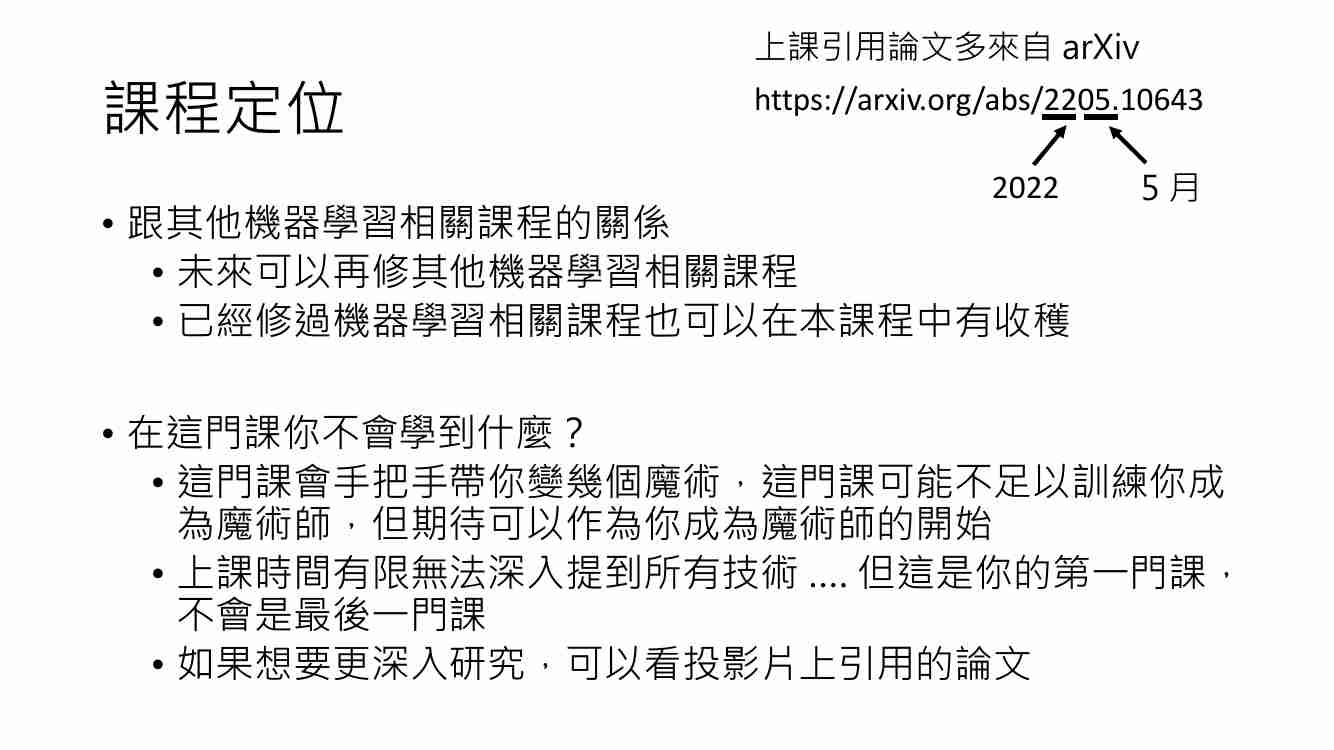 上課引用論文多來自 arXiv
https://arxiv.org/abs/2205.10643
2022 5 月
課程定位
• 跟其他機器學習相關課程的關係
• 未來可以再修其他機器學習相關課程
• 已經修過機器學習相關課程也可以在本課程中有收穫
• 在這門課你不會學到什麼？
• 這門課會手把手帶你變幾個魔術，這門課可能不足以訓練你成
為魔術師，但期待可以作為你成為魔術師的開始
• 上課時間有限無法深入提到所有技術 .... 但這是你的第一門課，
不會是最後一門課
• 如果想要更深入研究，可以看投影片上引用的論文